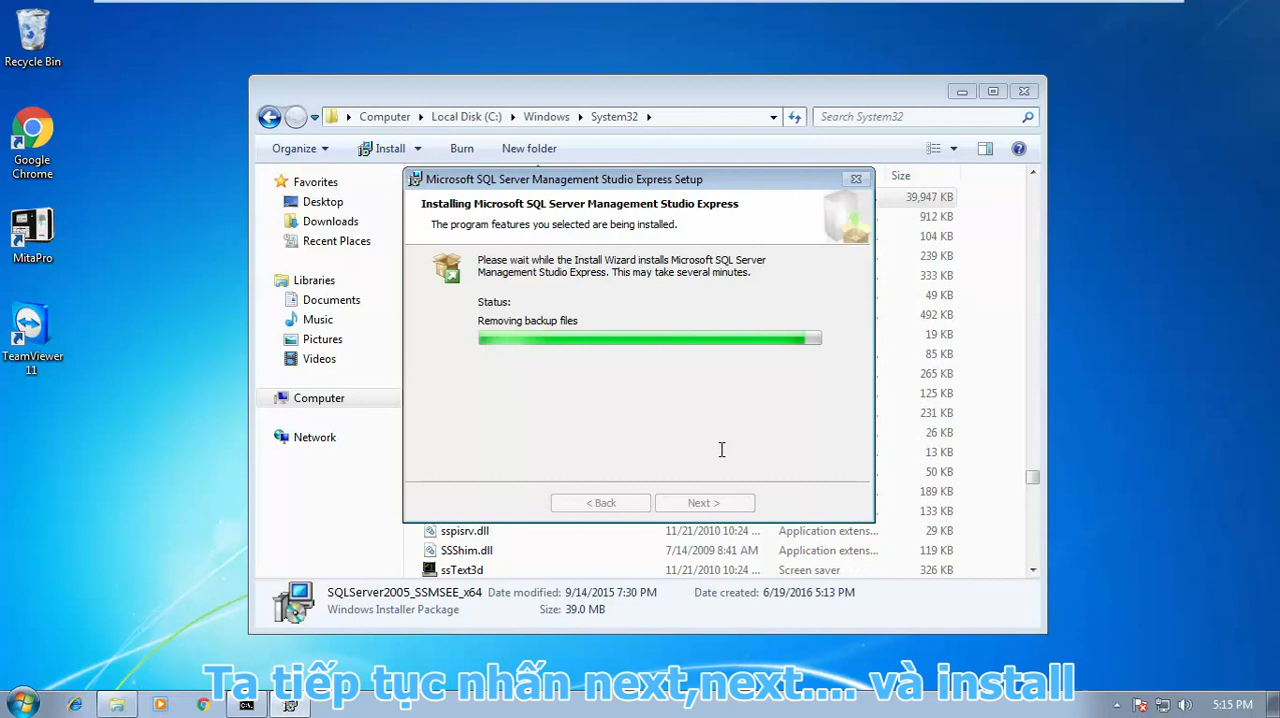 Recycle Bin
Google
Chrome
MitaPro
TeamViewer
11
Computer
Local Disk (C:)
Windows
System32
Search System32
Organize
Install
Burn
New folder
Favorites
Desktop
Downloads
Recent Places
Libraries
Documents
Music
Pictures
Videos
Computer
Network
Microsoft SQL Server Management Studio Express Setup
Installing Microsoft SQL Server Management Studio Express
The program features you selected are being installed.
Please wait while the Install Wizard installs Microsoft SQL Server
Management Studio Express. This may take several minutes.
Status:
Removing backup files
< Back
Next >
Size
39,947 KB
912 KB
104 KB
239 KB
333 KB
49 KB
492 KB
19 KB
85 KB
265 KB
125 KB
231 KB
26 KB
13 KB
50 KB
189 KB
133 KB
sspisrv.dll 11/21/2010 10:24 ... Application extens... 29 KB
SSShim.dll 7/14/2009 8:41 AM Application extens... 119 KB
ssText3d 11/21/2010 10:24 ... Screen saver 326 KB
SQLServer2005_SSMSEE_x64 Date modified: 9/14/2015 7:30 PM Date created: 6/19/2016 5:13 PM
Windows Installer Package Size: 39.0 MB
Ta tiếp tục nhấn next,next.... và install
5:15 PM